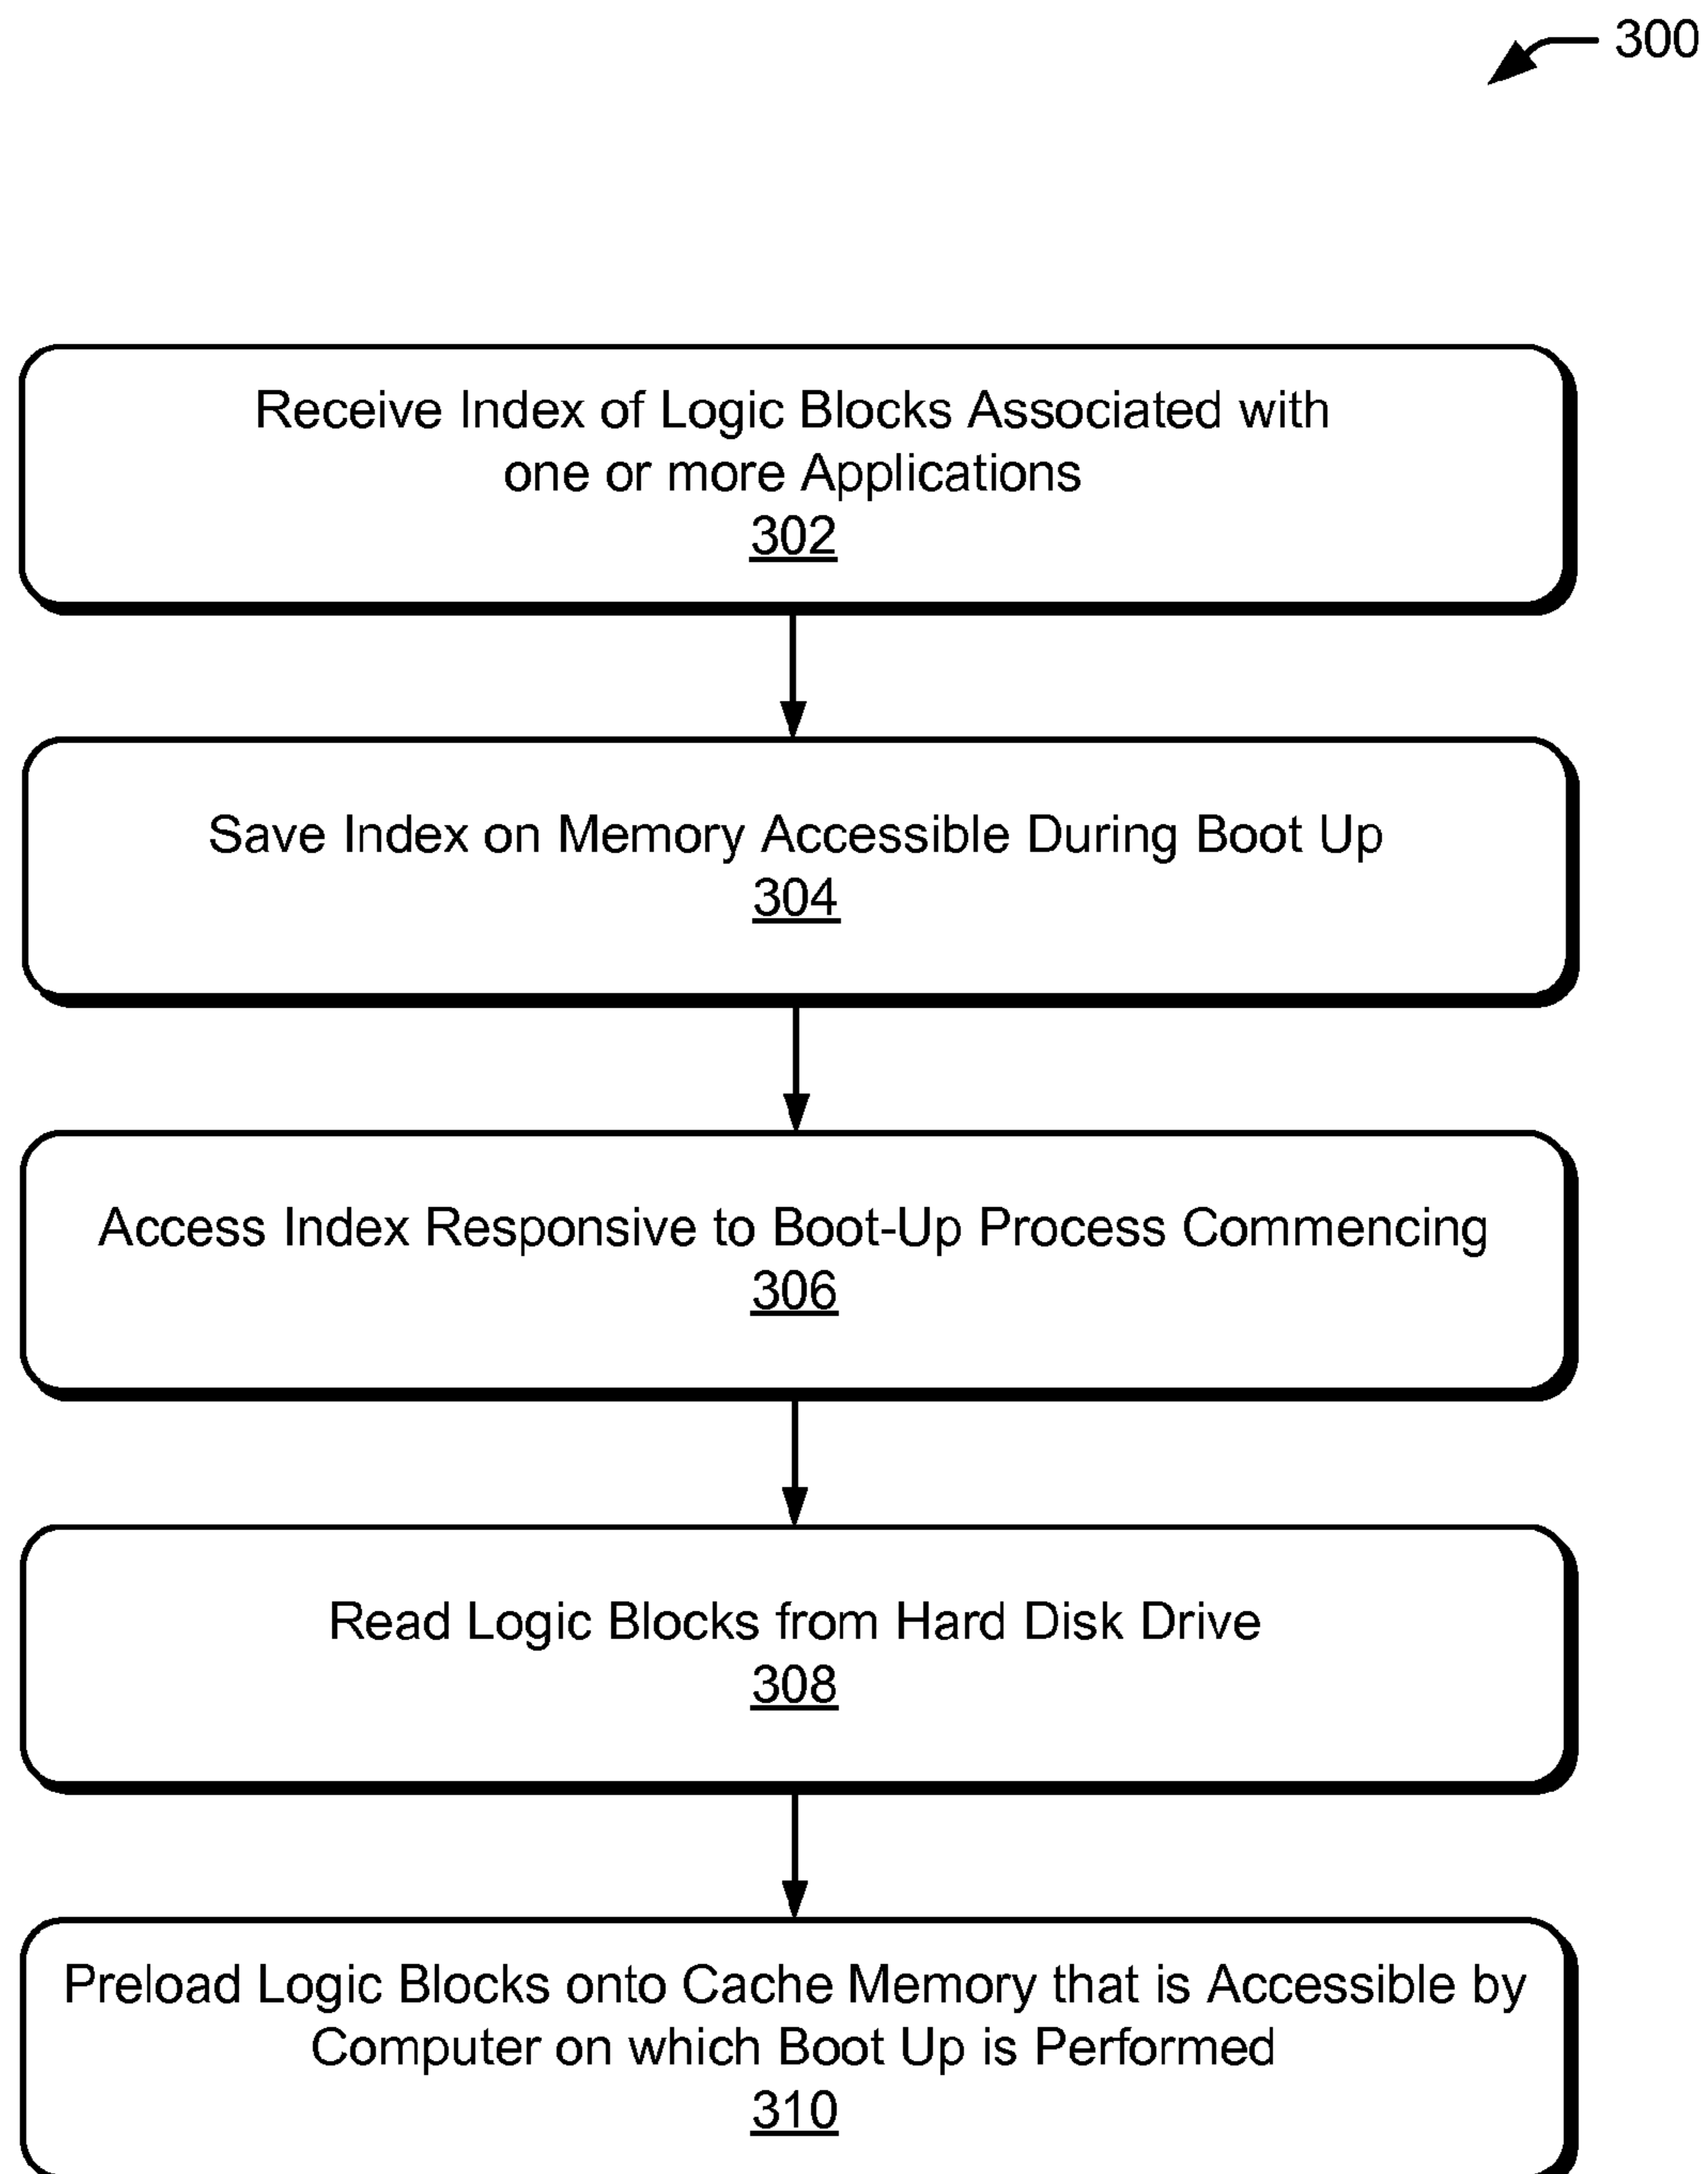 300
Receive Index of Logic Blocks Associated with
one or more Applications
302
Save Index on Memory Accessible During Boot Up
304
Access Index Responsive to Boot-Up Process Commencing
306
Read Logic Blocks from Hard Disk Drive
308
Preload Logic Blocks onto Cache Memory that is Accessible by
Computer on which Boot Up is Performed
310